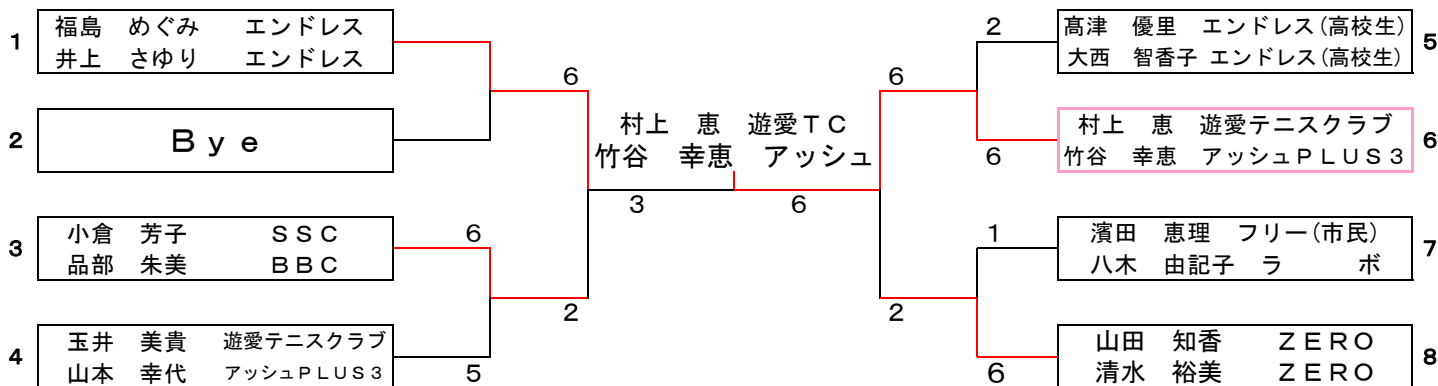 1
福島　めぐみ　エンドレス
井上　さゆり　エンドレス
2
Ｂｙｅ
3
小倉　芳子　ＳＳＣ
品部　朱美　ＢＢＣ
4
玉井　美貴　遊愛テニスクラブ
山本　幸代　アッシュＰＬＵＳ３
6
6
5
2
村上　恵　遊愛ＴＣ
竹谷　幸恵　アッシュ
3
6
6
2
2
6
1
6
髙津　優里　エンドレス(高校生)
大西　智香子　エンドレス(高校生)
5
村上　恵　遊愛テニスクラブ
竹谷　幸恵　アッシュＰＬＵＳ３
6
濱田　恵理　フリー(市民)
八木　由記子　ラボ
7
山田　知香　ＺＥＲＯ
清水　裕美　ＺＥＲＯ
8